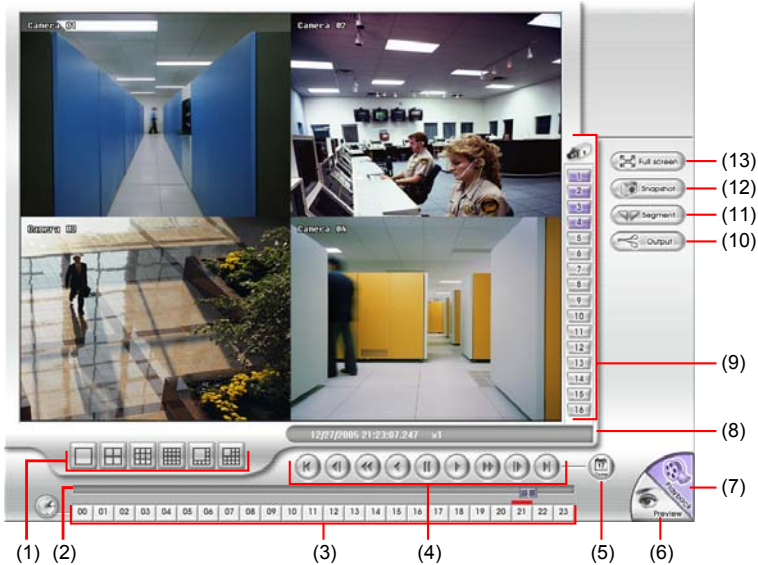 Camera 01
Camera 02
Camera 03
Camera 04
1
2
3
4
5
6
7
8
9
10
11
12
13
14
15
16
Full screen
(13)
Snapshot
(12)
Segment
(11)
Output
(10)
(9)
12/27/2005 21:23:07.247 x1
(8)
Playback
(7)
Preview
00 01 02 03 04 05 06 07 08 09 10 11 12 13 14 15 16 17 18 19 20 21 22 23
(1) (2) (3) (4) (5) (6)